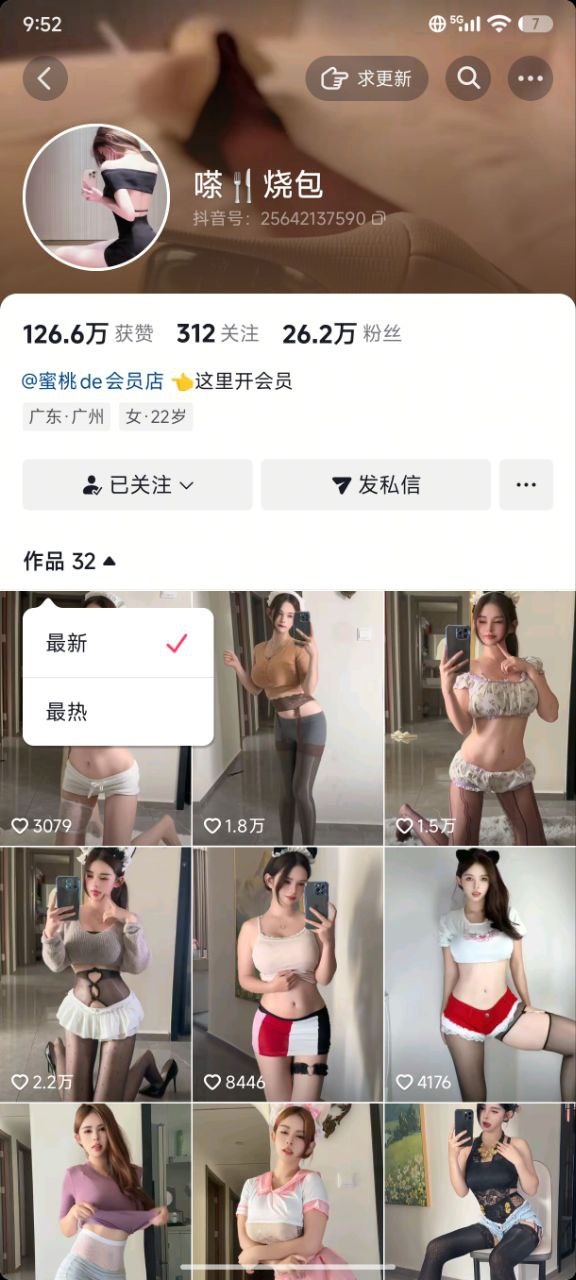 9:52 5G 7
求更新
嗏🍴烧包
抖音号：25642137590
126.6万 获赞 312 关注 26.2万 粉丝
@蜜桃de会员店 👈这里开会员
广东·广州 女·22岁
已关注 发私信
作品 32
最新
最热
3079 1.8万 1.5万
2.2万 8446 4176